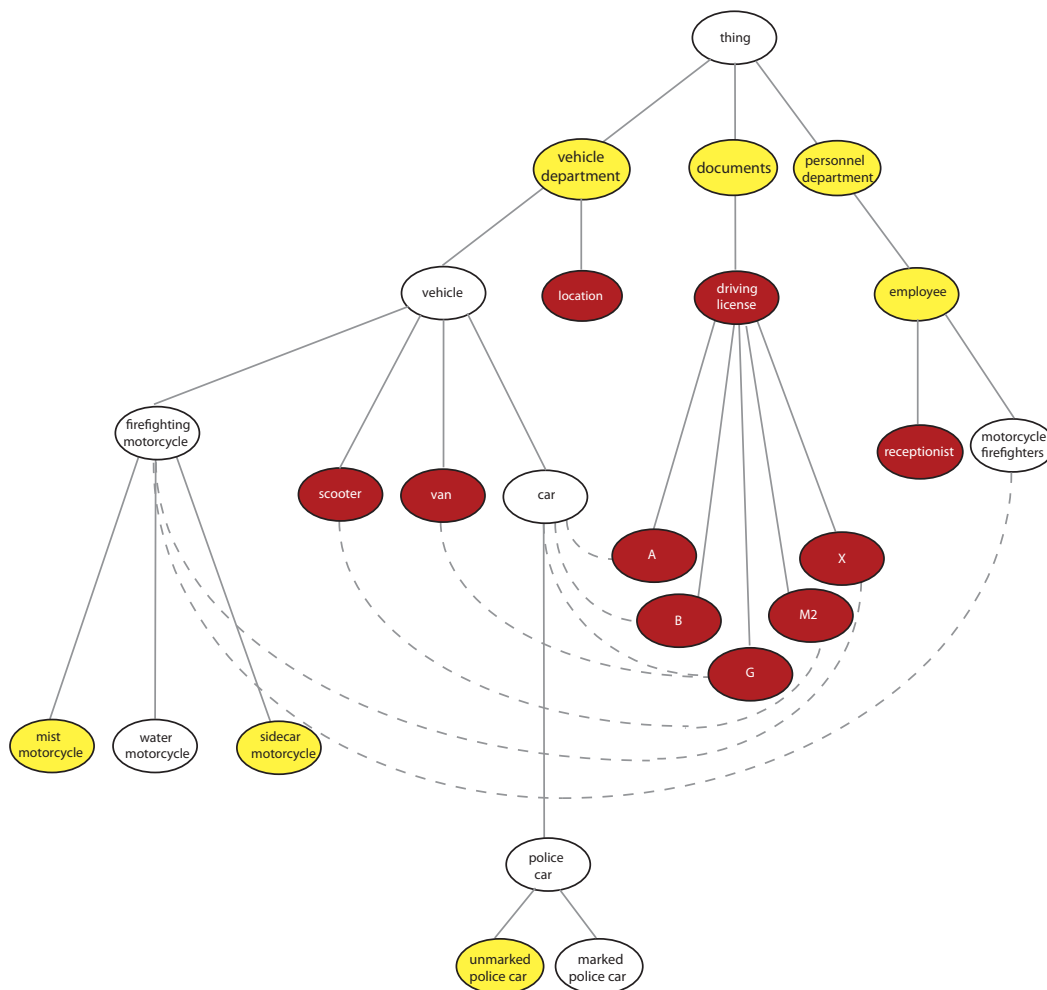 thing
vehicle
department
documents
personnel
department
vehicle
location
driving
license
employee
firefighting
motorcycle
scooter
van
car
receptionist
motorcycle
firefighters
A
X
B
M2
G
mist
motorcycle
water
motorcycle
sidecar
motorcycle
police
car
unmarked
police car
marked
police car